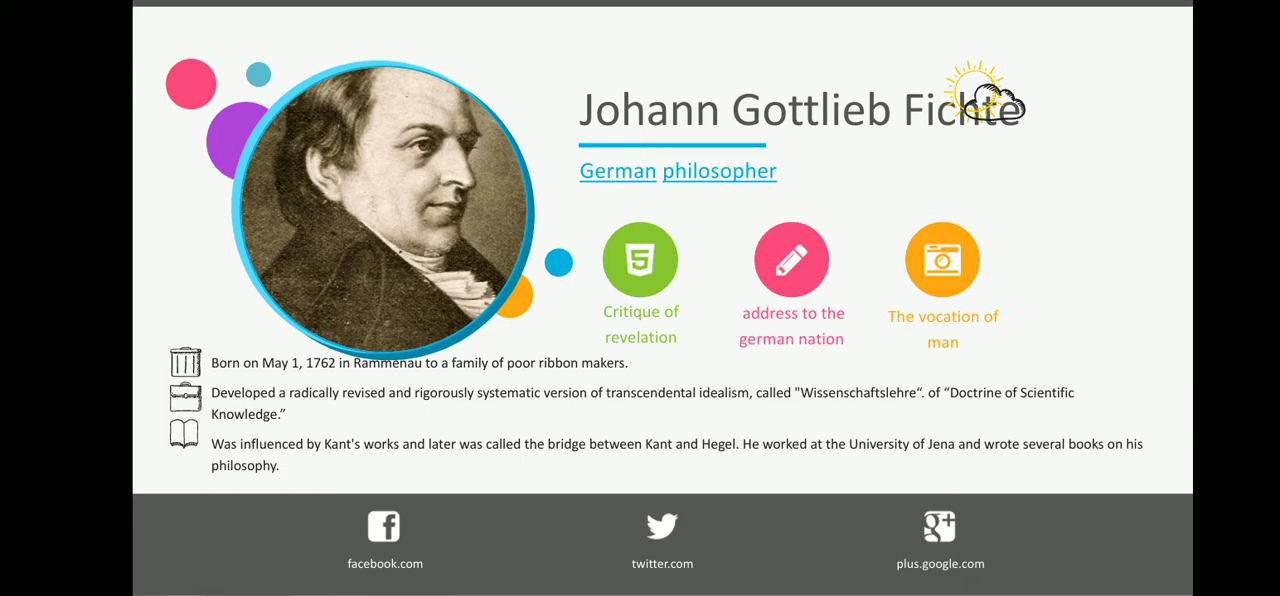 Johann Gottlieb Fichte
German philosopher
5
Critique of
revelation
address to the
german nation
The vocation of
man
Born on May 1, 1762 in Rammenau to a family of poor ribbon makers.
Developed a radically revised and rigorously systematic version of transcendental idealism, called "Wissenschaftslehre“. of “Doctrine of Scientific
Knowledge.”
Was influenced by Kant's works and later was called the bridge between Kant and Hegel. He worked at the University of Jena and wrote several books on his
philosophy.
f
g+
facebook.com
twitter.com
plus.google.com